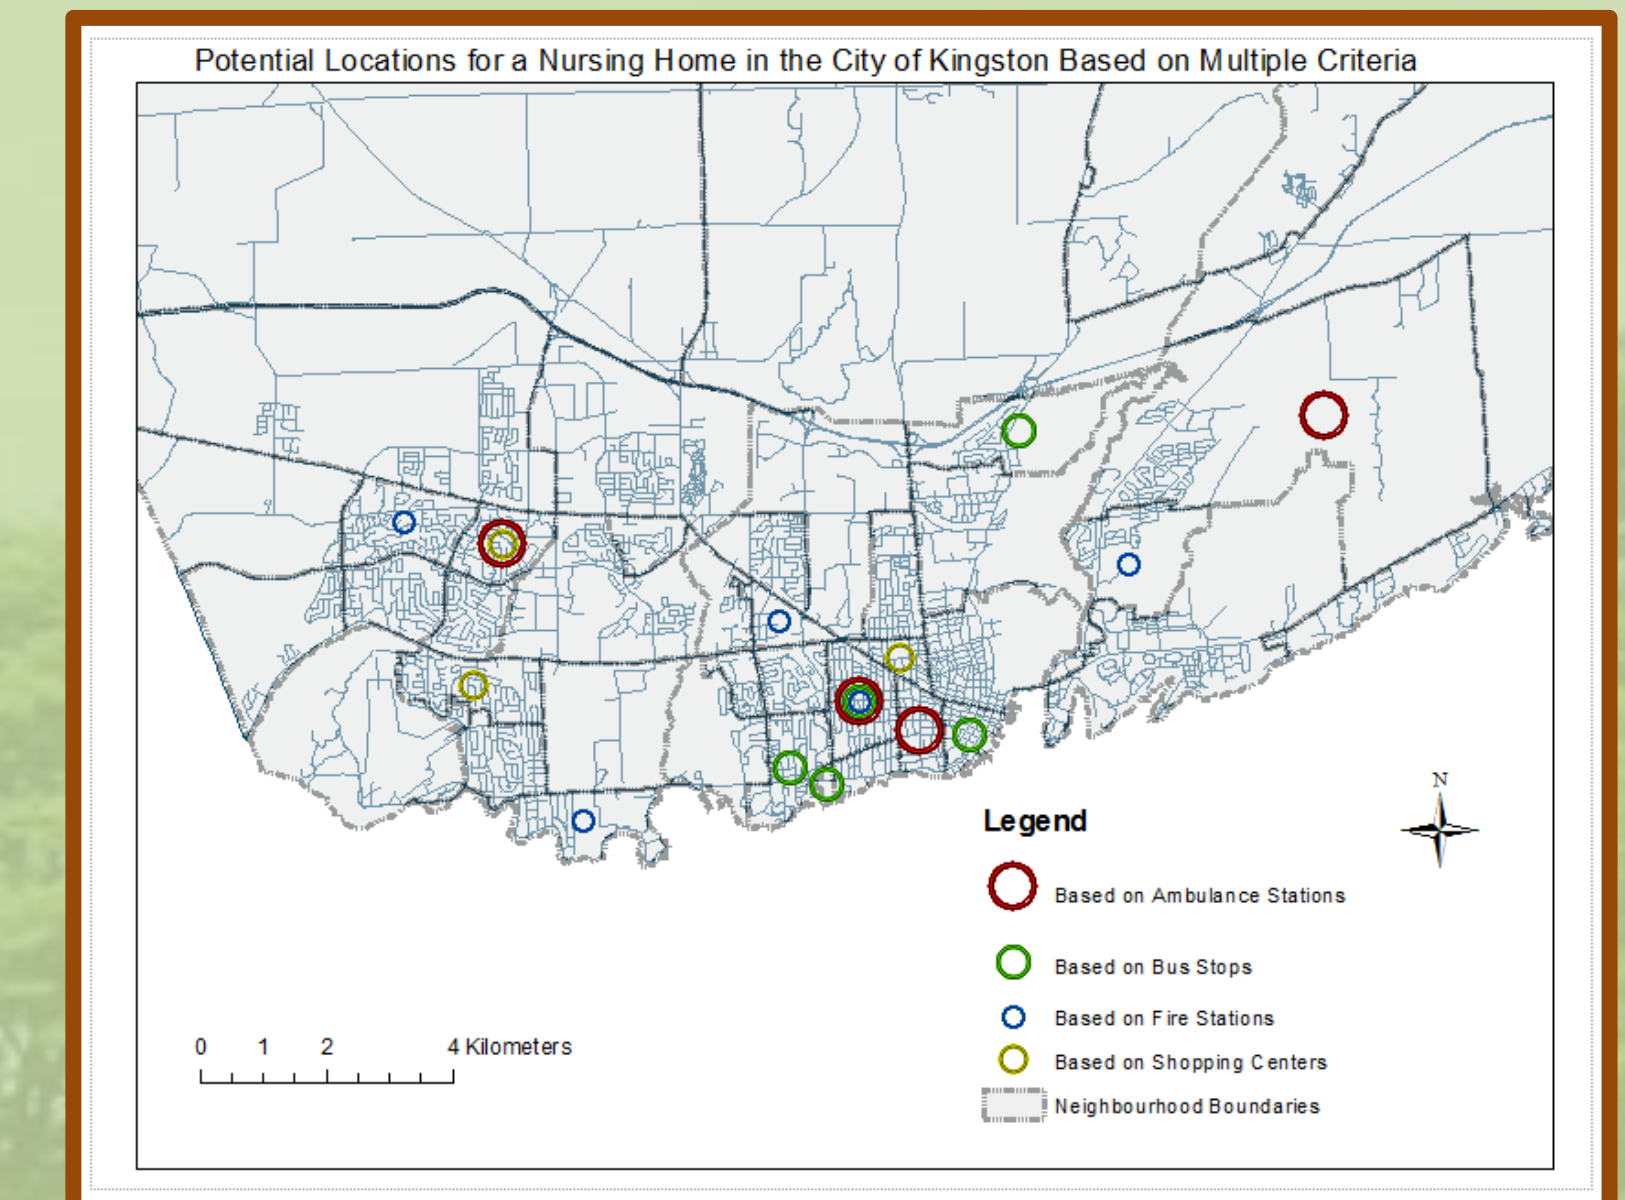 Potential Locations for a Nursing Home in the City of Kingston Based on Multiple Criteria
N
Legend
Based on Ambulance Stations
Based on Bus Stops
Based on Fire Stations
Based on Shopping Centers
Neighbourhood Boundaries
0 1 2 4 Kilometers